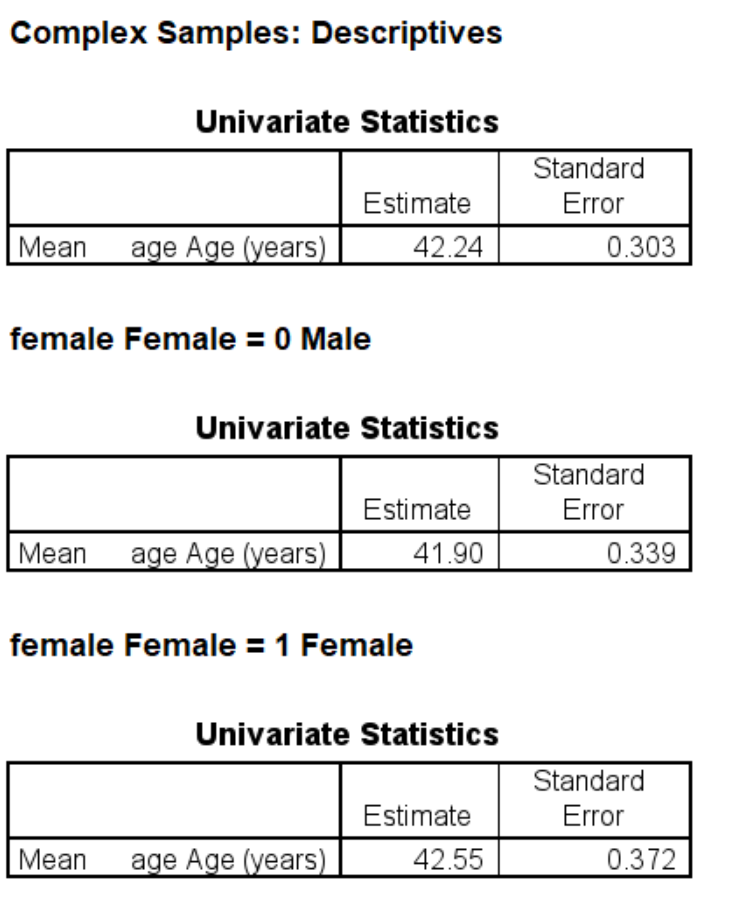 Complex Samples: Descriptives
Univariate Statistics
Estimate Standard Error
Mean age Age (years) 42.24 0.303
female Female = 0 Male
Univariate Statistics
Estimate Standard Error
Mean age Age (years) 41.90 0.339
female Female = 1 Female
Univariate Statistics
Estimate Standard Error
Mean age Age (years) 42.55 0.372